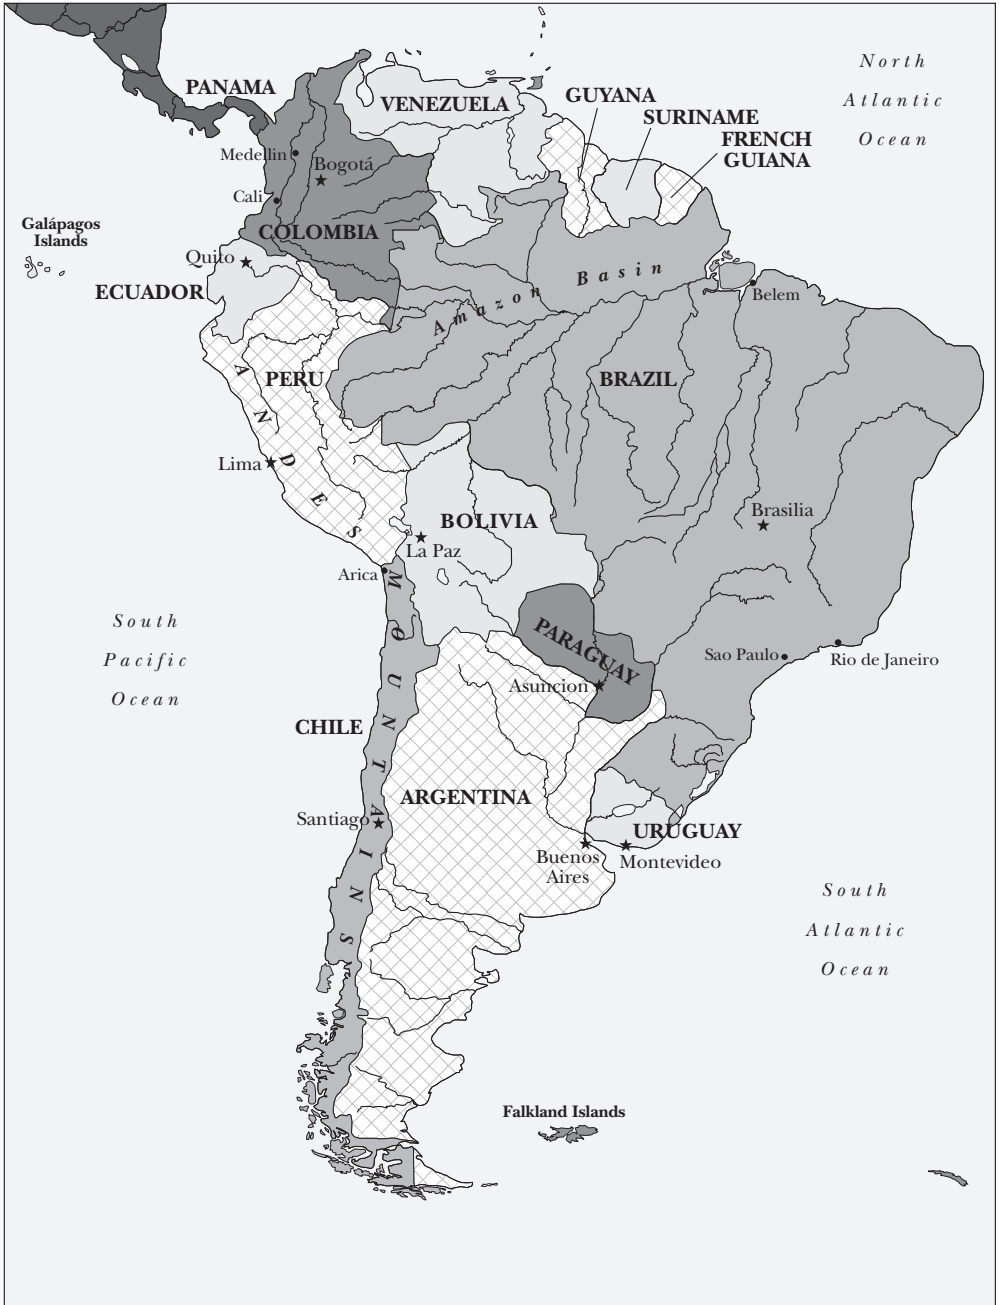 North
Atlantic
Ocean
PANAMA
VENEZUELA
GUYANA
SURINAME
FRENCH
GUIANA
Medellin
Bogotá
Cali
COLOMBIA
Galápagos
Islands
Quito
ECUADOR
Amazon Basin
Belem
PERU
BRAZIL
Lima
ANDES MOUNTAINS
BOLIVIA
La Paz
Brasilia
Arica
South
Pacific
Ocean
PARAGUAY
Asuncion
Sao Paulo
Rio de Janeiro
CHILE
ARGENTINA
Santiago
URUGUAY
Buenos
Aires
Montevideo
South
Atlantic
Ocean
Falkland Islands